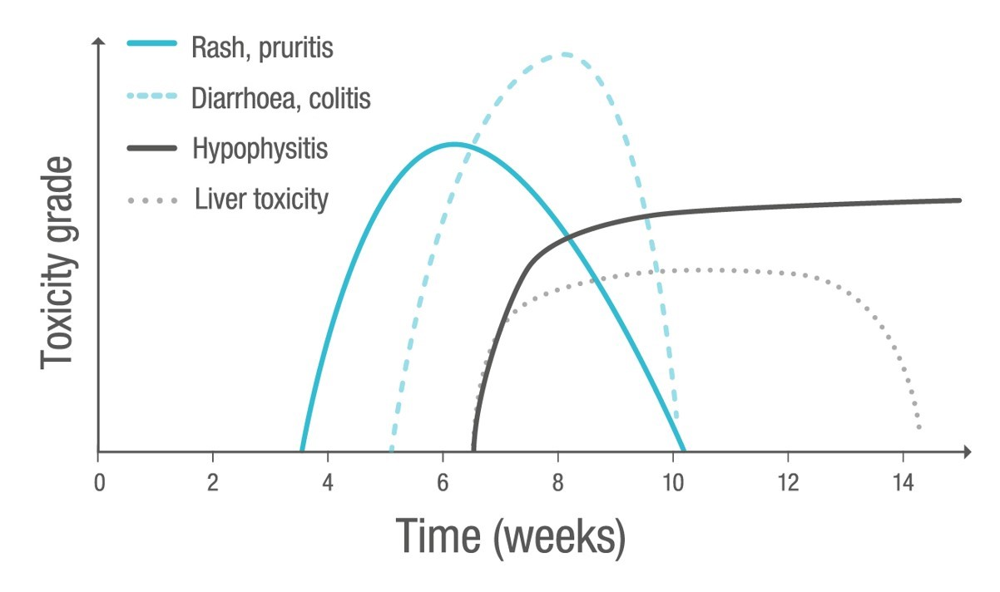 Rash, pruritis
Diarrhoea, colitis
Hypophysitis
Liver toxicity
Toxicity grade
0 2 4 6 8 10 12 14
Time (weeks)